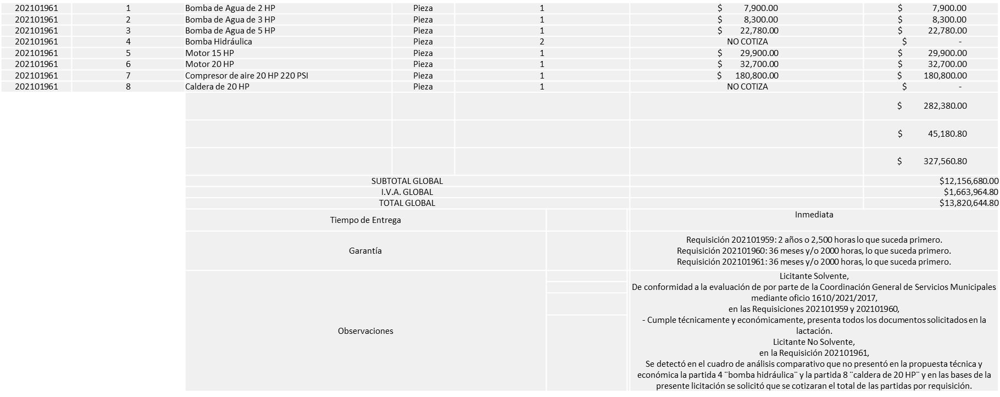 202101961 1 Bomba de Agua de 2 HP Pieza 1 $ 7,900.00 $ 7,900.00
202101961 2 Bomba de Agua de 3 HP Pieza 1 $ 8,300.00 $ 8,300.00
202101961 3 Bomba de Agua de 5 HP Pieza 1 $ 22,780.00 $ 22,780.00
202101961 4 Bomba Hidráulica Pieza 2 NO COTIZA $ -
202101961 5 Motor 15 HP Pieza 1 $ 29,900.00 $ 29,900.00
202101961 6 Motor 20 HP Pieza 1 $ 32,700.00 $ 32,700.00
202101961 7 Compresor de aire 20 HP 220 PSI Pieza 1 $ 180,800.00 $ 180,800.00
202101961 8 Caldera de 20 HP Pieza 1 NO COTIZA $ -
$ 282,380.00
$ 45,180.80
$ 327,560.80
SUBTOTAL GLOBAL $12,156,680.00
I.V.A. GLOBAL $1,663,964.80
TOTAL GLOBAL $13,820,644.80
Tiempo de Entrega Inmediata
Garantía
Requisición 202101959: 2 años o 2,500 horas lo que suceda primero.
Requisición 202101960: 36 meses y/o 2000 horas, lo que suceda primero.
Requisición 202101961: 36 meses y/o 2000 horas, lo que suceda primero.
Observaciones
Licitante Solvente,
De conformidad a la evaluación de por parte de la Coordinación General de Servicios Municipales
mediante oficio 1610/2021/2017,
en las Requisiciones 202101959 y 202101960,
- Cumple técnicamente y económicamente, presenta todos los documentos solicitados en la
lactación.
Licitante No Solvente,
en la Requisición 202101961,
Se detectó en el cuadro de análisis comparativo que no presentó en la propuesta técnica y
económica la partida 4 ¨bomba hidráulica¨ y la partida 8 ¨caldera de 20 HP¨ y en las bases de la
presente licitación se solicitó que se cotizaran el total de las partidas por requisición.